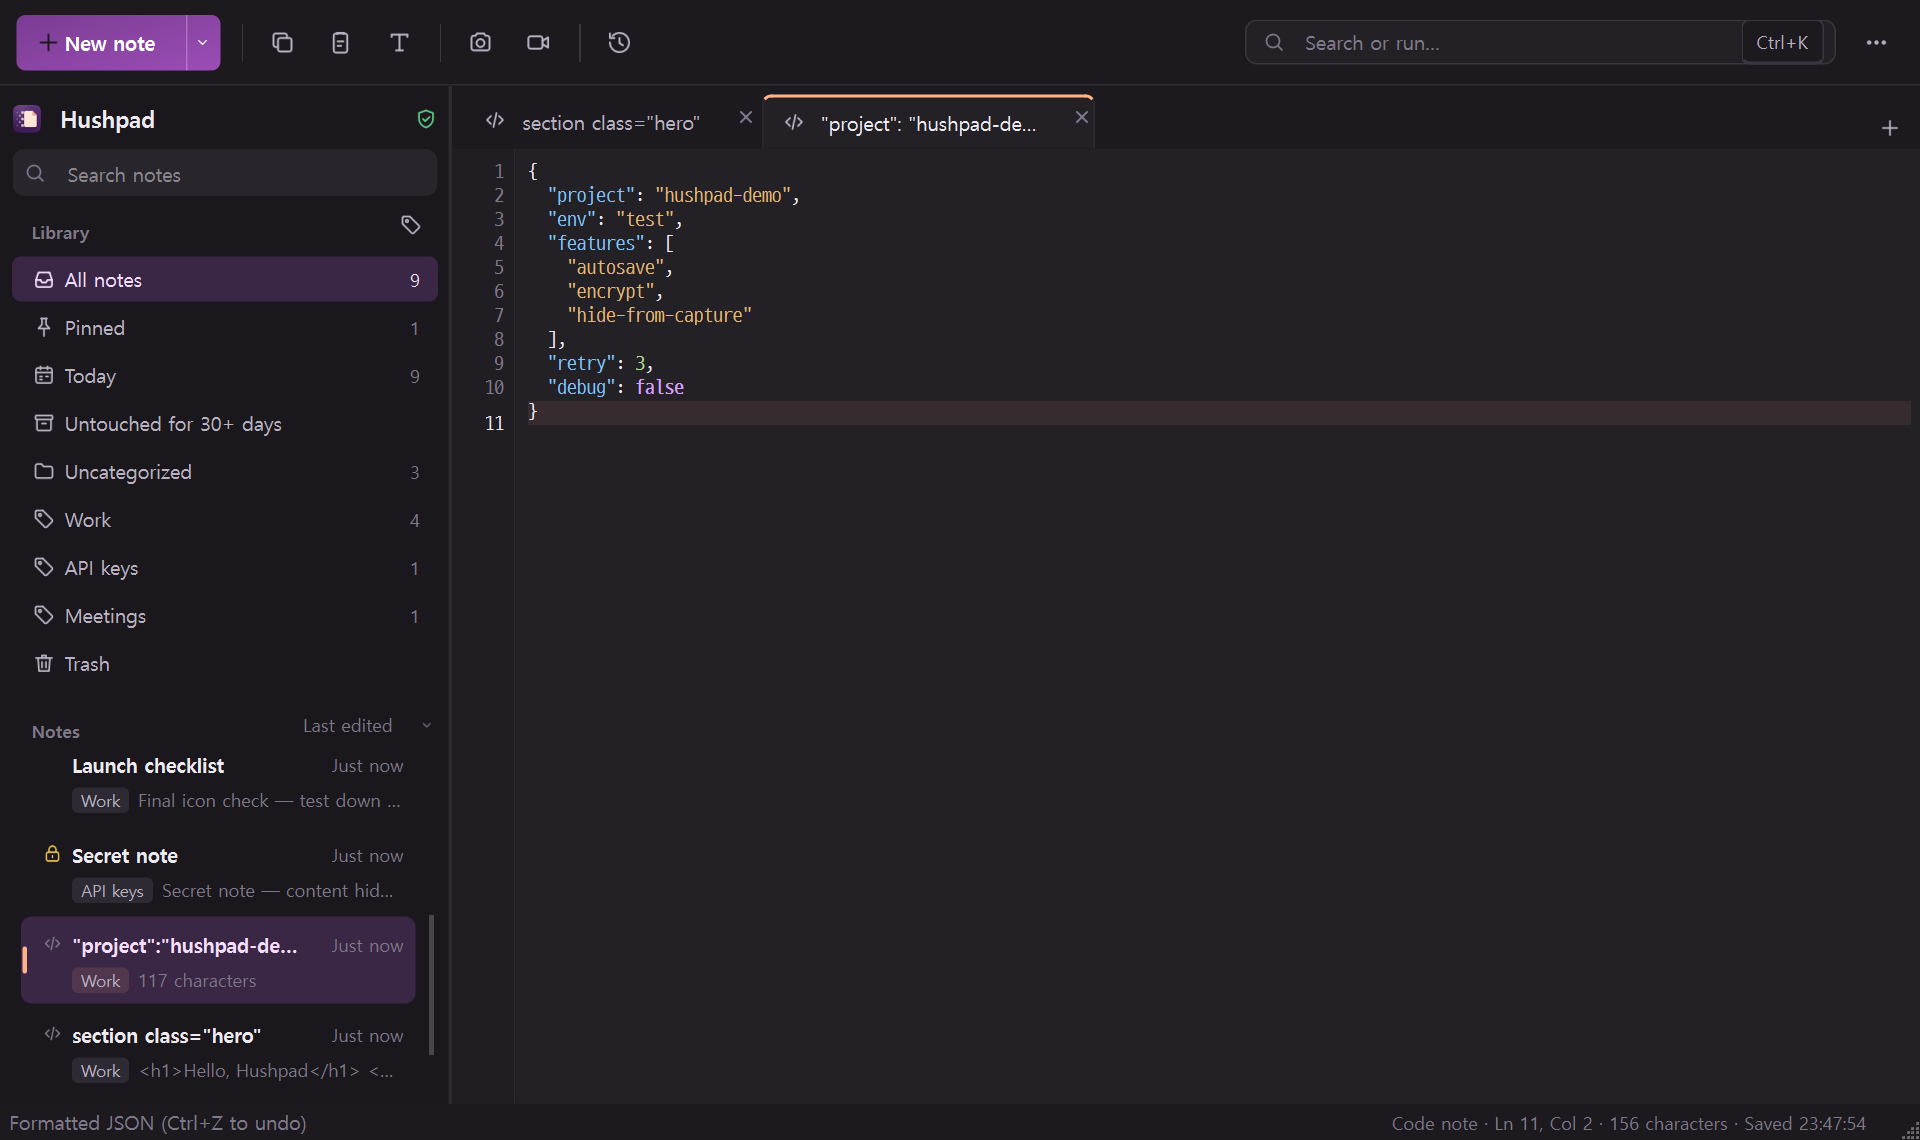 New note
Search or run...
Ctrl+K
Hushpad
Search notes
Library
All notes 9
Pinned 1
Today 9
Untouched for 30+ days
Uncategorized 3
Work 4
API keys 1
Meetings 1
Trash
Notes Last edited
Launch checklist Just now
Work Final icon check — test down ...
Secret note Just now
API keys Secret note — content hid...
"project":"hushpad-de... Just now
Work 117 characters
section class="hero" Just now
Work <h1>Hello, Hushpad</h1> <...
section class="hero"
"project": "hushpad-de...
1 {
2   "project": "hushpad-demo",
3   "env": "test",
4   "features": [
5     "autosave",
6     "encrypt",
7     "hide-from-capture"
8   ],
9   "retry": 3,
10   "debug": false
11 }
Formatted JSON (Ctrl+Z to undo)
Code note · Ln 11, Col 2 · 156 characters · Saved 23:47:54